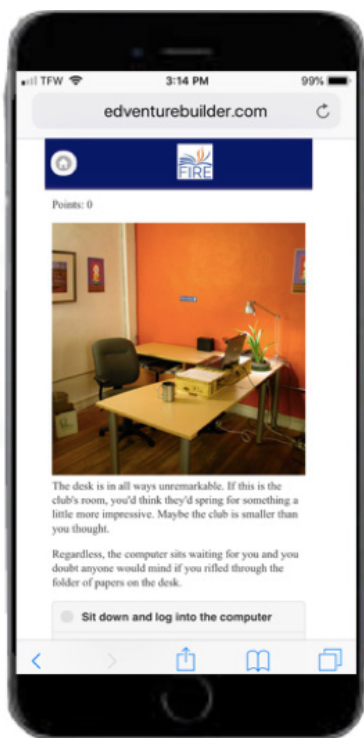 TFW
3:14 PM
99%
edventurebuilder.com
FIRE
Points: 0
The desk is in all ways unremarkable. If this is the
club's room, you'd think they'd spring for something a
little more impressive. Maybe the club is smaller than
you thought.
Regardless, the computer sits waiting for you and you
doubt anyone would mind if you rifled through the
folder of papers on the desk.
Sit down and log into the computer